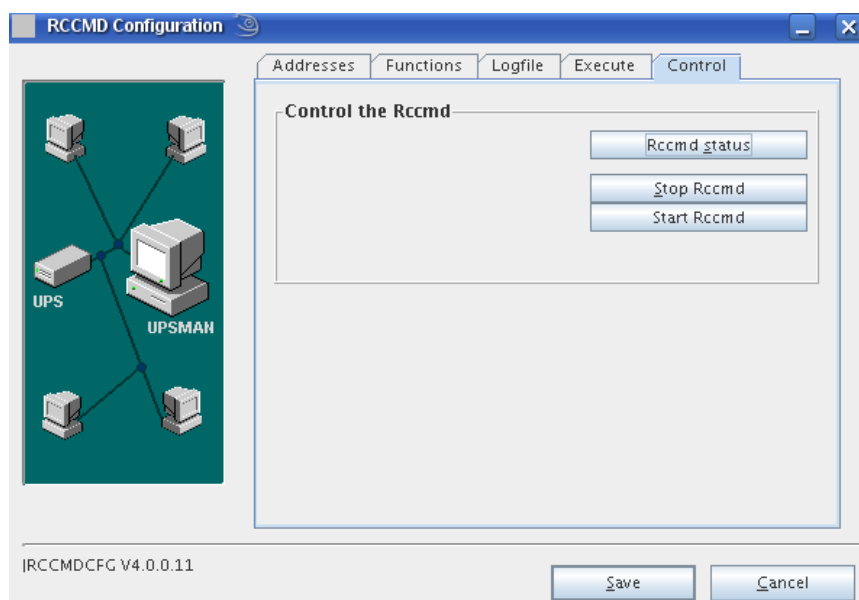 RCCMD Configuration
Addresses Functions Logfile Execute Control
Control the Rccmd
Rccmd status
Stop Rccmd
Start Rccmd
UPS
UPSMAN
JRCCMDCFG V4.0.0.11
Save Cancel